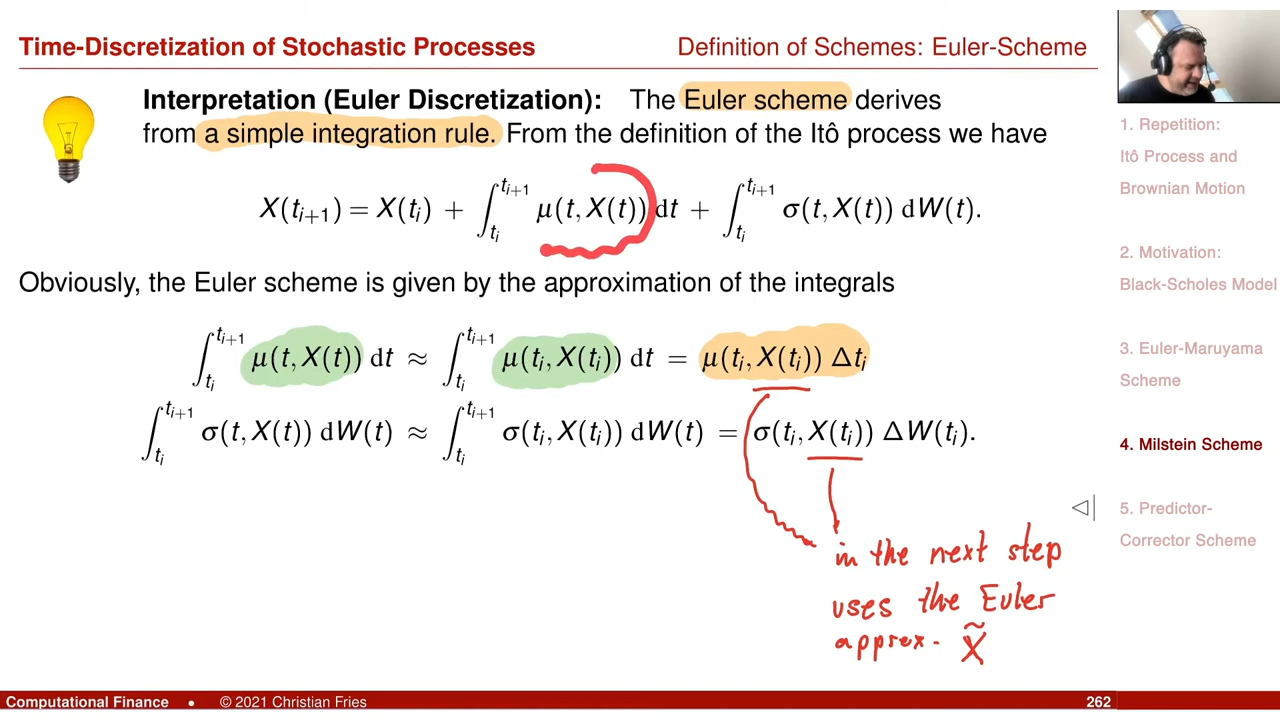 Time-Discretization of Stochastic Processes
Definition of Schemes: Euler-Scheme
Interpretation (Euler Discretization): The Euler scheme derives
from a simple integration rule. From the definition of the Itô process we have
X(t_{i+1}) = X(t_i) + ∫_{t_i}^{t_{i+1}} μ(t, X(t)) dt + ∫_{t_i}^{t_{i+1}} σ(t, X(t)) dW(t).
Obviously, the Euler scheme is given by the approximation of the integrals
∫_{t_i}^{t_{i+1}} μ(t, X(t)) dt ≈ ∫_{t_i}^{t_{i+1}} μ(t_i, X(t_i)) dt = μ(t_i, X(t_i)) Δt_i
∫_{t_i}^{t_{i+1}} σ(t, X(t)) dW(t) ≈ ∫_{t_i}^{t_{i+1}} σ(t_i, X(t_i)) dW(t) = σ(t_i, X(t_i)) ΔW(t_i).
in the next step
uses the Euler
approx. X̃
1. Repetition:
Itô Process and
Brownian Motion
2. Motivation:
Black-Scholes Model
3. Euler-Maruyama
Scheme
4. Milstein Scheme
5. Predictor-
Corrector Scheme
Computational Finance • © 2021 Christian Fries
262